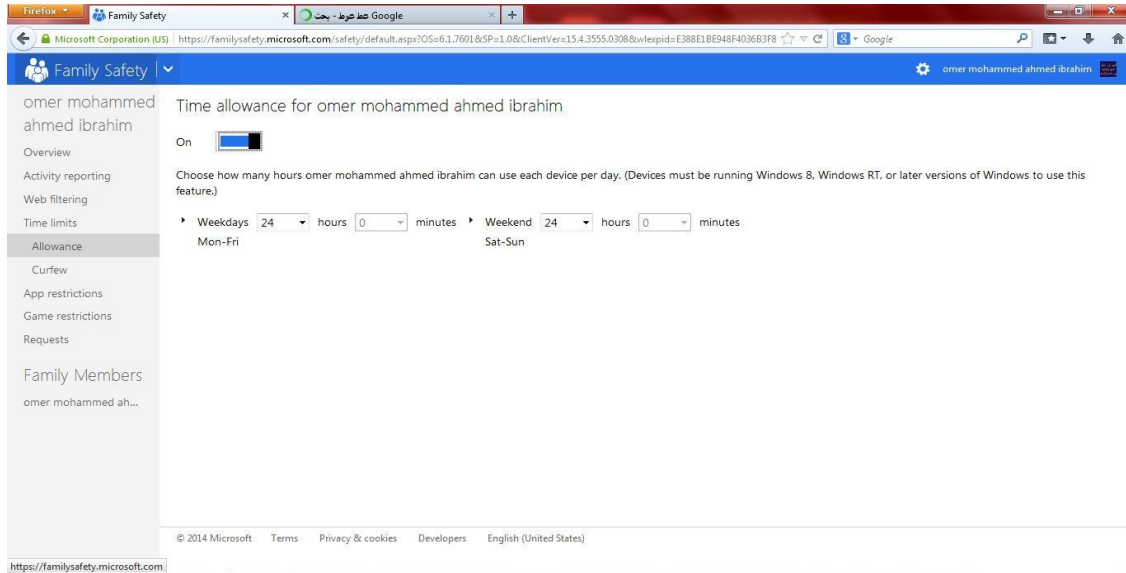 Firefox
Family Safety
عط عوط - بحث Google
Microsoft Corporation (US)
https://familysafety.microsoft.com/safety/default.aspx?OS=6.1.7601&SP=1.0&ClientVer=15.4.3555.0308&wlexpid=E388E1BE948F4036B3F8
Google
Family Safety
omer mohammed ahmed ibrahim
omer mohammed
ahmed ibrahim
Overview
Activity reporting
Web filtering
Time limits
Allowance
Curfew
App restrictions
Game restrictions
Requests
Family Members
omer mohammed ah...
Time allowance for omer mohammed ahmed ibrahim
On
Choose how many hours omer mohammed ahmed ibrahim can use each device per day. (Devices must be running Windows 8, Windows RT, or later versions of Windows to use this
feature.)
Weekdays 24 hours 0 minutes Weekend 24 hours 0 minutes
Mon-Fri Sat-Sun
© 2014 Microsoft Terms Privacy & cookies Developers English (United States)
https://familysafety.microsoft.com